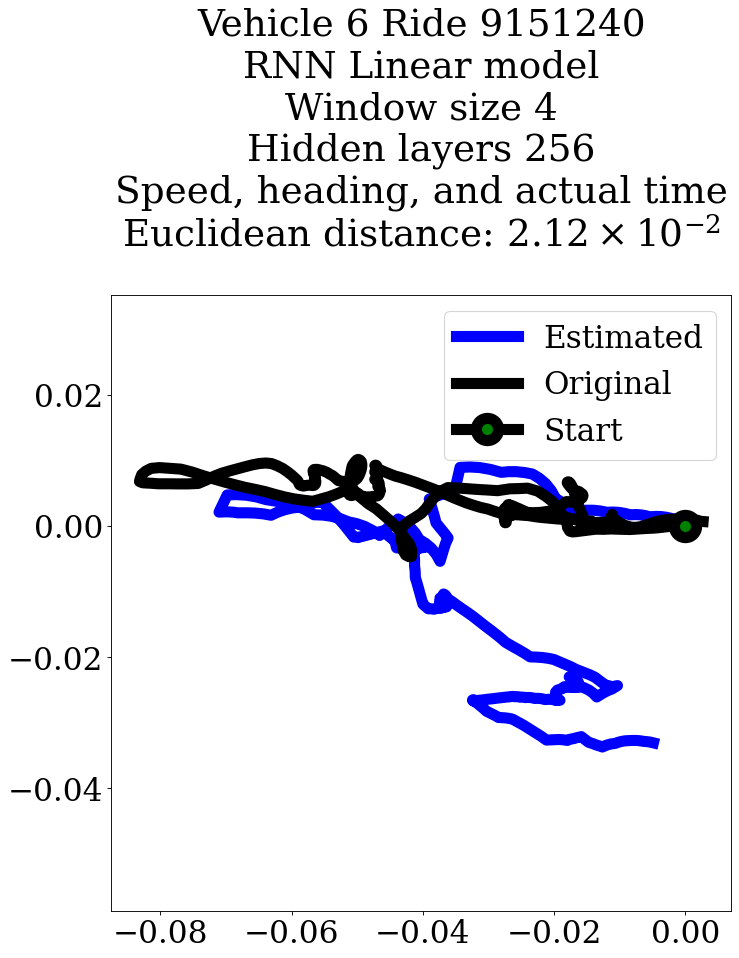 Vehicle 6 Ride 9151240
RNN Linear model
Window size 4
Hidden layers 256
Speed, heading, and actual time
Euclidean distance: 2.12 × 10⁻²
Estimated
Original
Start
0.02
0.00
−0.02
−0.04
−0.08 −0.06 −0.04 −0.02 0.00